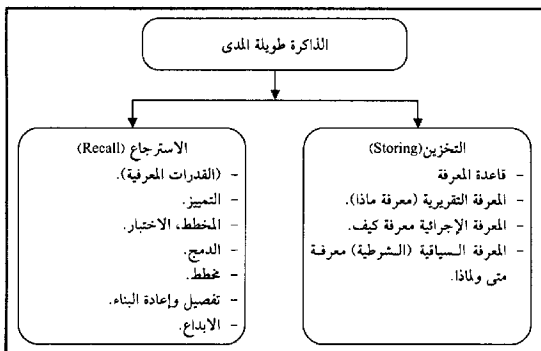 الذاكرة طويلة المدى
التخزين(Storing)
- قاعدة المعرفة
- المعرفة التقريرية (معرفة ماذا).
- المعرفة الإجرائية معرفة كيف.
- المعرفة السياقية (الشرطية) معرفة
متى ولماذا.
الاسترجاع (Recall)
- (القدرات المعرفية).
- التمييز.
- المخطط، الاختبار.
- الدمج.
- مخطط.
- تفصيل وإعادة البناء.
- الابداع.